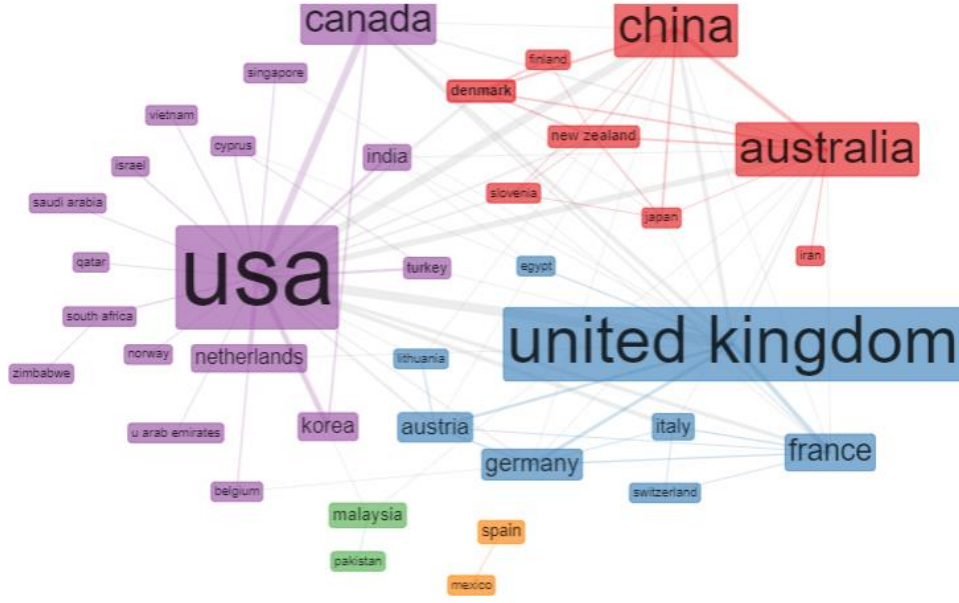 canada
china
finland
singapore
denmark
vietnam
new zealand
cyprus
india
australia
israel
slovenia
saudi arabia
japan
iran
qatar
usa
turkey
egypt
south africa
united kingdom
norway
netherlands
lithuania
zimbabwe
u arab emirates
korea
austria
italy
france
germany
belgium
switzerland
malaysia
spain
pakistan
mexico